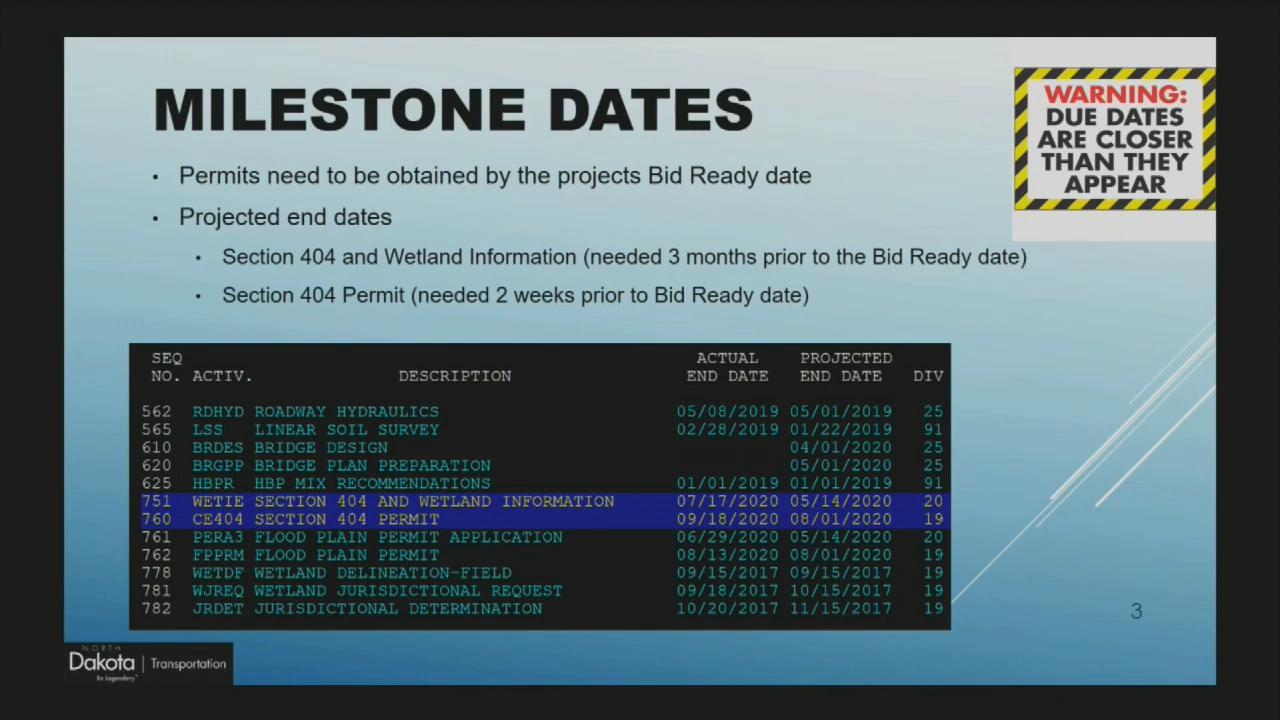 MILESTONE DATES
WARNING:
DUE DATES
ARE CLOSER
THAN THEY
APPEAR
• Permits need to be obtained by the projects Bid Ready date
• Projected end dates
• Section 404 and Wetland Information (needed 3 months prior to the Bid Ready date)
• Section 404 Permit (needed 2 weeks prior to Bid Ready date)
SEQ ACTUAL PROJECTED
NO. ACTIV. DESCRIPTION END DATE END DATE DIV
562 RDHYD ROADWAY HYDRAULICS 05/08/2019 05/01/2019 25
565 LSS LINEAR SOIL SURVEY 02/28/2019 01/22/2019 91
610 BRDES BRIDGE DESIGN 04/01/2020 25
620 BRGPP BRIDGE PLAN PREPARATION 05/01/2020 25
625 HBPR HBP MIX RECOMMENDATIONS 01/01/2019 01/01/2019 91
751 WETIE SECTION 404 AND WETLAND INFORMATION 07/17/2020 05/14/2020 20
760 CE404 SECTION 404 PERMIT 09/18/2020 08/01/2020 19
761 PERA3 FLOOD PLAIN PERMIT APPLICATION 06/29/2020 05/14/2020 20
762 FPPRM FLOOD PLAIN PERMIT 08/13/2020 08/01/2020 19
778 WETDF WETLAND DELINEATION-FIELD 09/15/2017 09/15/2017 19
781 WJREQ WETLAND JURISDICTIONAL REQUEST 09/18/2017 10/15/2017 19
782 JRDET JURISDICTIONAL DETERMINATION 10/20/2017 11/15/2017 19
3
NORTH
Dakota | Transportation
Be Legendary.™